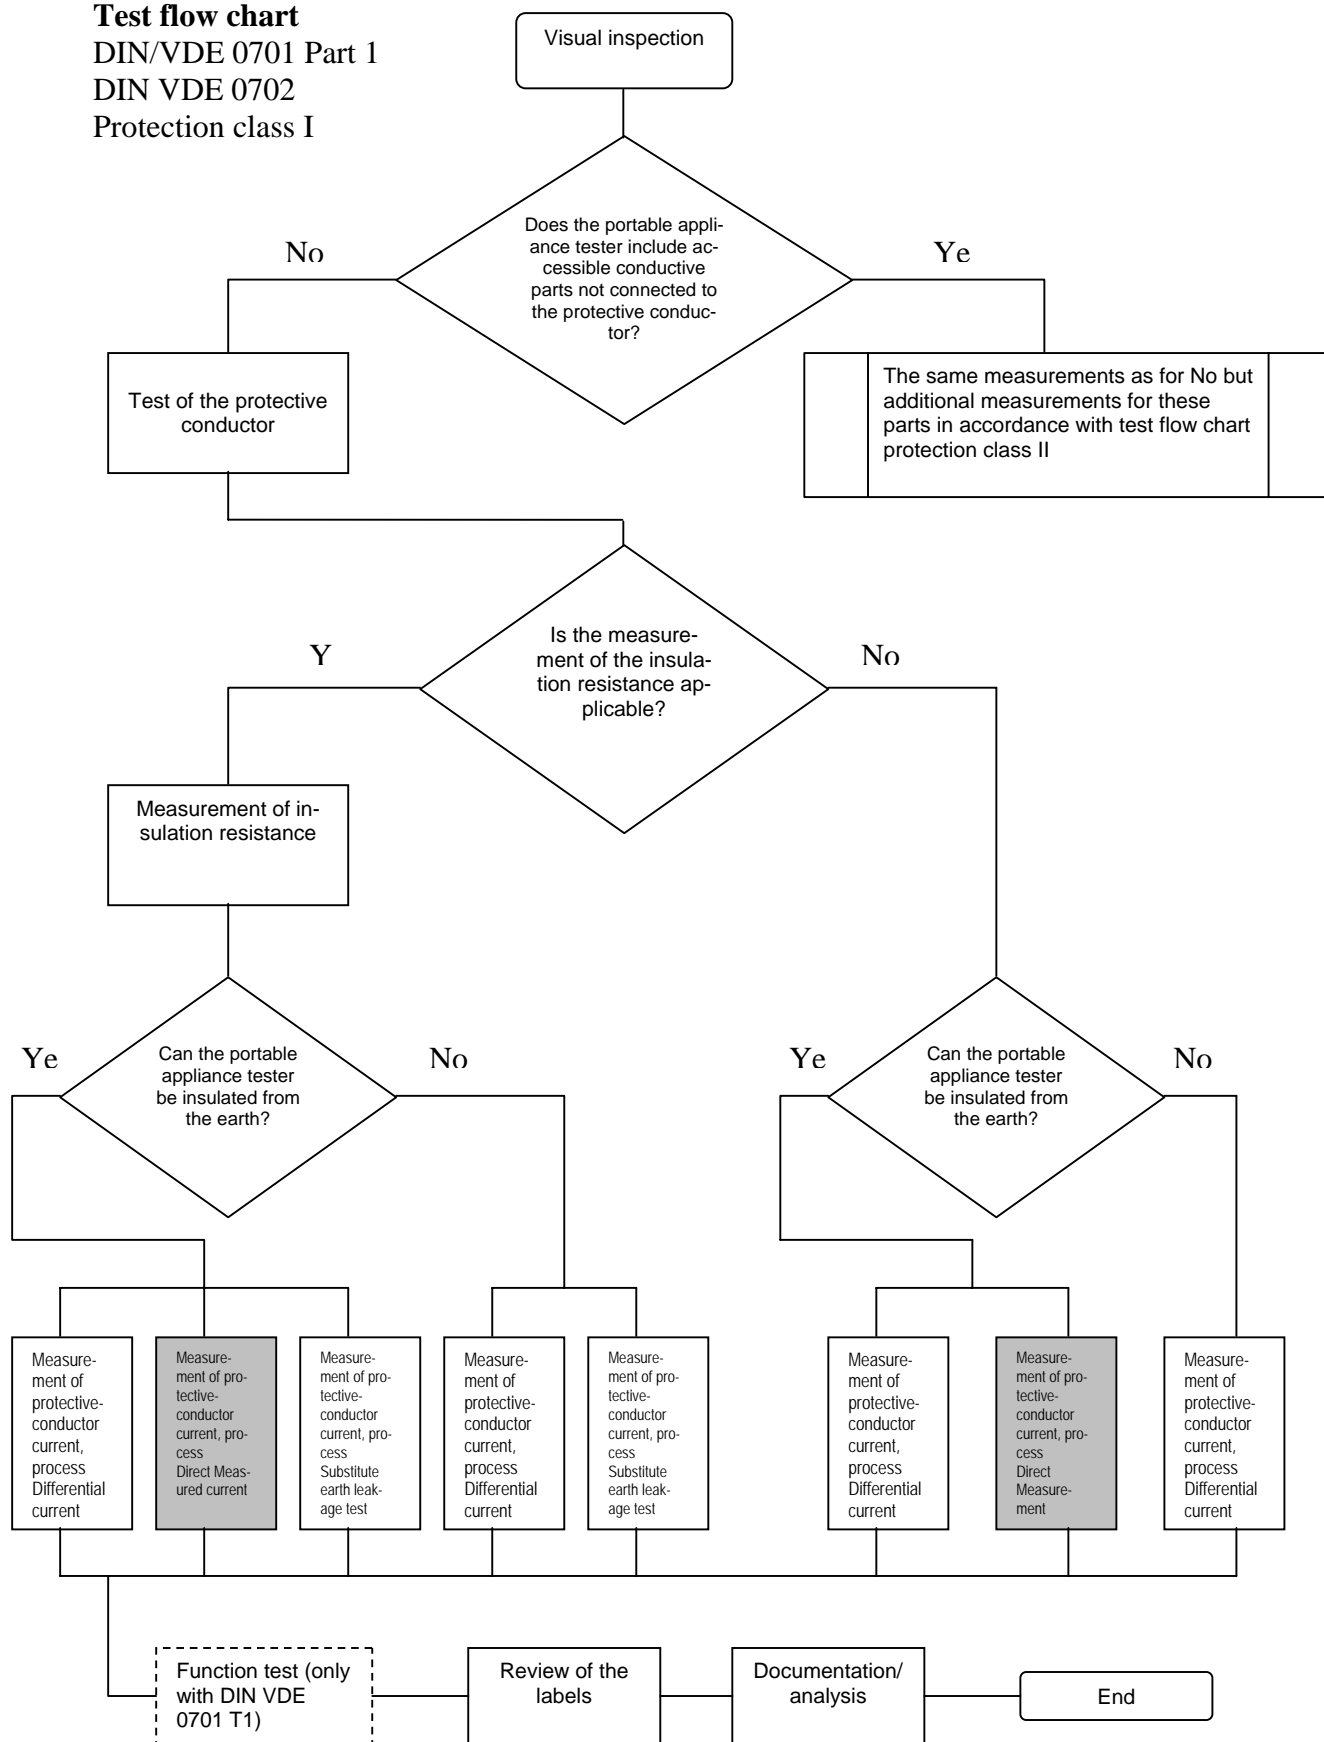 Test flow chart
DIN/VDE 0701 Part 1
DIN VDE 0702
Protection class I
Visual inspection
Does the portable appli-
ance tester include ac-
cessible conductive
parts not connected to
the protective conduc-
tor?
No
Ye
Test of the protective
conductor
The same measurements as for No but
additional measurements for these
parts in accordance with test flow chart
protection class II
Is the measure-
ment of the insula-
tion resistance ap-
plicable?
Y
No
Measurement of in-
sulation resistance
Ye
Can the portable
appliance tester
be insulated from
the earth?
No
Ye
Can the portable
appliance tester
be insulated from
the earth?
No
Measure-
ment of
protective-
conductor
current,
process
Differential
current
Measure-
ment of pro-
tective-
conductor
current, pro-
cess
Direct Meas-
ured current
Measure-
ment of pro-
tective-
conductor
current, pro-
cess
Substitute
earth leak-
age test
Measure-
ment of
protective-
conductor
current,
process
Differential
current
Measure-
ment of pro-
tective-
conductor
current, pro-
cess
Substitute
earth leak-
age test
Measure-
ment of
protective-
conductor
current,
process
Differential
current
Measure-
ment of pro-
tective-
conductor
current, pro-
cess
Direct
Measure-
ment
Measure-
ment of
protective-
conductor
current,
process
Differential
current
Function test (only
with DIN VDE
0701 T1)
Review of the
labels
Documentation/
analysis
End